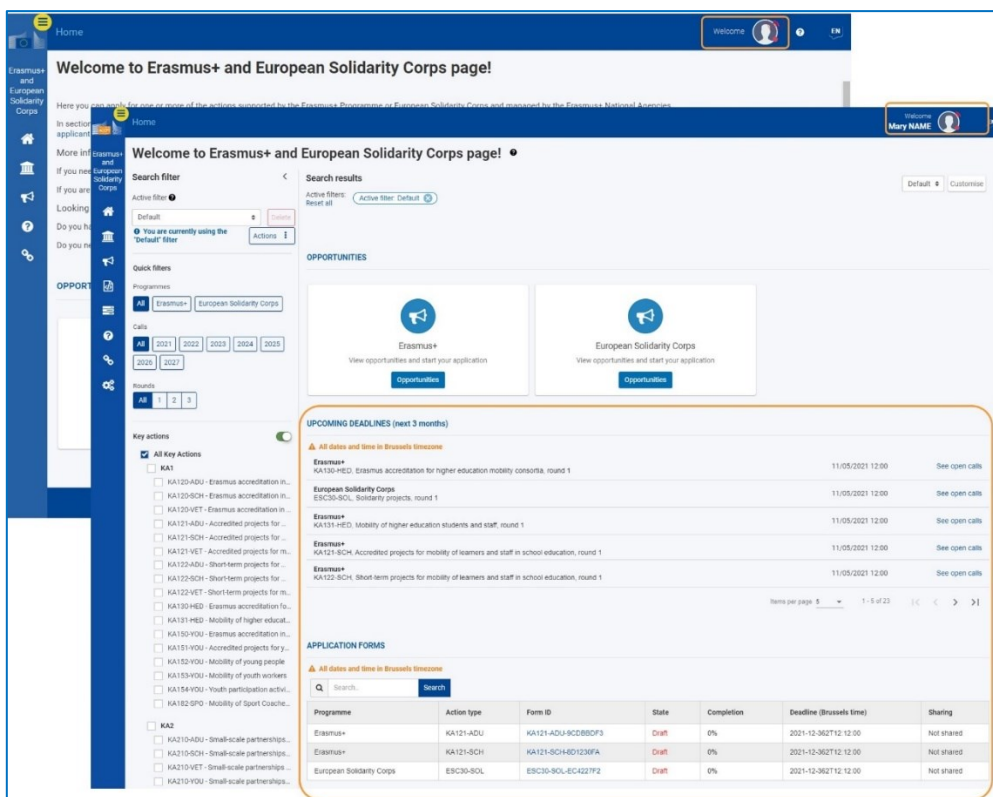 Home
Welcome
EN
Erasmus+
and
European
Solidarity
Corps
Welcome to Erasmus+ and European Solidarity Corps page!
Here you can apply for one or more of the actions supported by the Erasmus+ Programme or European Solidarity Corps and managed by the Erasmus+ National Agencies.
In section
applicant
More inf
If you nee
If you are
Looking
Do you ha
Do you ne
OPPORT
Home
Welcome
Mary NAME
Erasmus+
and
European
Solidarity
Corps
Welcome to Erasmus+ and European Solidarity Corps page!
Search filter
Active filter
Default
Delete
You are currently using the
"Default" filter
Actions
Quick filters
Programmes
All Erasmus+ European Solidarity Corps
Calls
All 2021 2022 2023 2024 2025
2026 2027
Rounds
All 1 2 3
Key actions
All Key Actions
KA1
KA120-ADU - Erasmus accreditation in...
KA120-SCH - Erasmus accreditation in...
KA120-VET - Erasmus accreditation in ...
KA121-ADU - Accredited projects for ...
KA121-SCH - Accredited projects for ...
KA121-VET - Accredited projects for m...
KA122-ADU - Short-term projects for ...
KA122-SCH - Short-term projects for ...
KA122-VET - Short-term projects for m...
KA130-HED - Erasmus accreditation fo...
KA131-HED - Mobility of higher educat...
KA150-YOU - Erasmus accreditation in...
KA151-YOU - Accredited projects for y...
KA152-YOU - Mobility of young people
KA153-YOU - Mobility of youth workers
KA154-YOU - Youth participation activi...
KA182-SPO - Mobility of Sport Coache...
KA2
KA210-ADU - Small-scale partnerships...
KA210-SCH - Small-scale partnerships...
KA210-VET - Small-scale partnerships ...
KA210-YOU - Small-scale partnerships...
Search results
Active filters:
Reset all
Active filter: Default
Default Customise
OPPORTUNITIES
Erasmus+
View opportunities and start your application
Opportunities
European Solidarity Corps
View opportunities and start your application
Opportunities
UPCOMING DEADLINES (next 3 months)
All dates and time in Brussels timezone
Erasmus+
KA130-HED, Erasmus accreditation for higher education mobility consortia, round 1 11/05/2021 12:00 See open calls
European Solidarity Corps
ESC30-SOL, Solidarity projects, round 1 11/05/2021 12:00 See open calls
Erasmus+
KA131-HED, Mobility of higher education students and staff, round 1 11/05/2021 12:00 See open calls
Erasmus+
KA121-SCH, Accredited projects for mobility of learners and staff in school education, round 1 11/05/2021 12:00 See open calls
Erasmus+
KA122-SCH, Short-term projects for mobility of learners and staff in school education, round 1 11/05/2021 12:00 See open calls
Items per page 5 1 - 5 of 23
APPLICATION FORMS
All dates and time in Brussels timezone
Search.. Search
Programme Action type Form ID State Completion Deadline (Brussels time) Sharing
Erasmus+ KA121-ADU KA121-ADU-9CDBBDF3 Draft 0% 2021-12-362T12:12:00 Not shared
Erasmus+ KA121-SCH KA121-SCH-6D1230FA Draft 0% 2021-12-362T12:12:00 Not shared
European Solidarity Corps ESC30-SOL ESC30-SOL-EC4227F2 Draft 0% 2021-12-362T12:12:00 Not shared